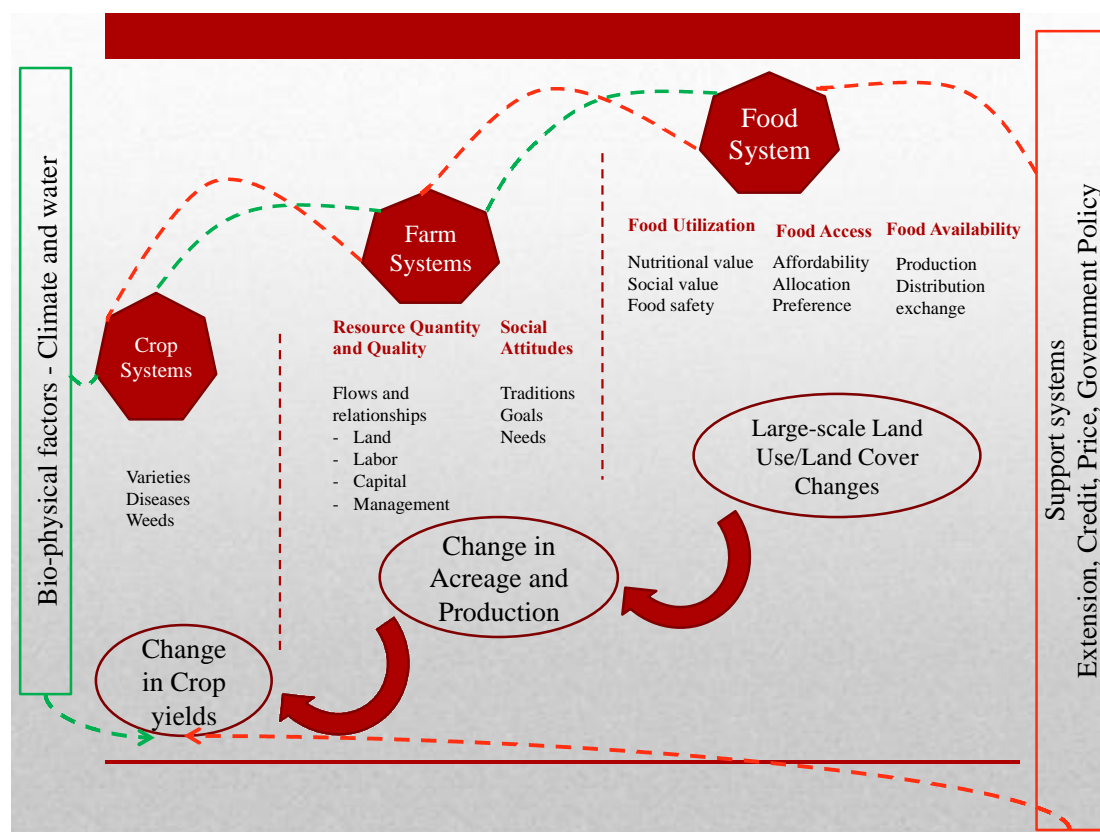 Bio-physical factors - Climate and water
Crop
Systems
Varieties
Diseases
Weeds
Change
in Crop
yields
Farm
Systems
Resource Quantity
and Quality
Flows and
relationships
- Land
- Labor
- Capital
- Management
Social
Attitudes
Traditions
Goals
Needs
Change in
Acreage and
Production
Food
System
Food Utilization
Nutritional value
Social value
Food safety
Food Access
Affordability
Allocation
Preference
Food Availability
Production
Distribution
exchange
Large-scale Land
Use/Land Cover
Changes
Support systems
Extension, Credit, Price, Government Policy